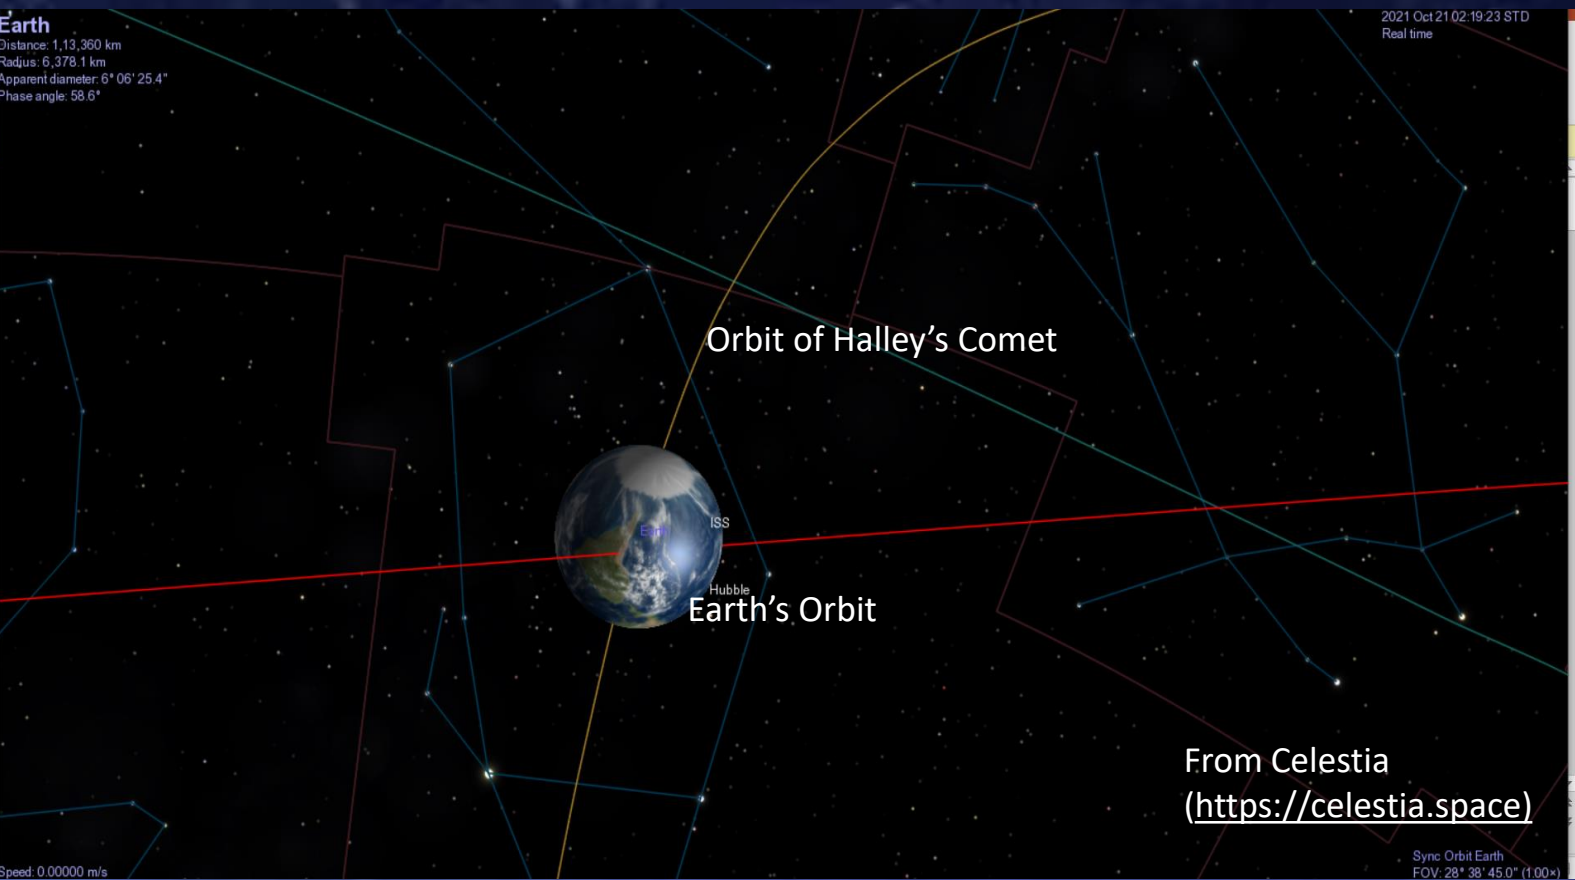 Earth
Distance: 1,13,360 km
Radius: 6,378.1 km
Apparent diameter: 6° 06' 25.4"
Phase angle: 58.6°
2021 Oct 21 02:19:23 STD
Real time
Orbit of Halley’s Comet
ISS
Earth
Hubble
Earth’s Orbit
From Celestia
(https://celestia.space)
Speed: 0.00000 m/s
Sync Orbit Earth
FOV: 28° 38' 45.0" (1.00×)